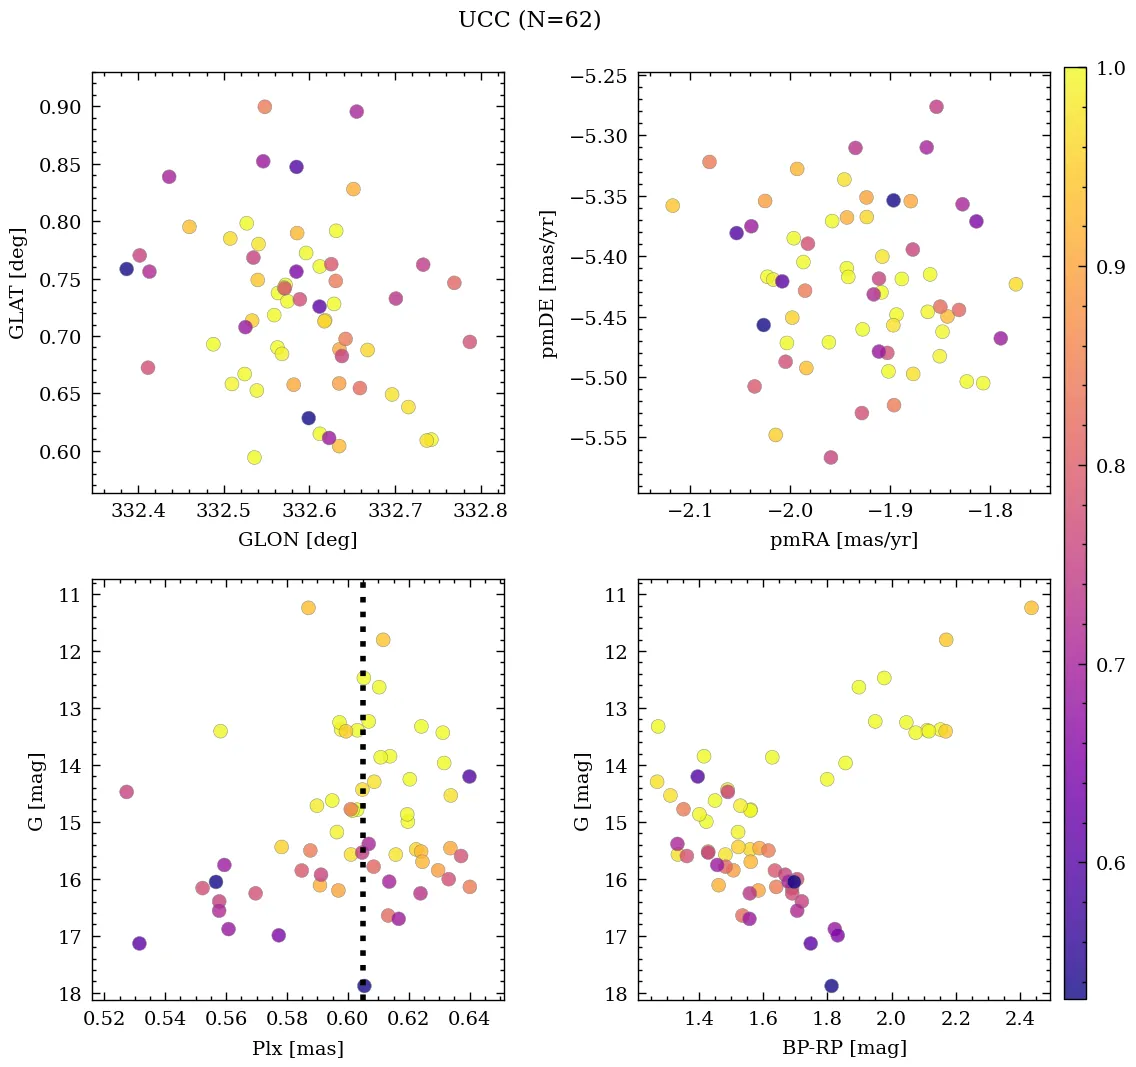 UCC (N=62)
0.90
0.85
0.80
0.75
0.70
0.65
0.60
GLAT [deg]
332.4 332.5 332.6 332.7 332.8
GLON [deg]
−5.25
−5.30
−5.35
−5.40
−5.45
−5.50
−5.55
pmDE [mas/yr]
−2.1 −2.0 −1.9 −1.8
pmRA [mas/yr]
11
12
13
14
15
16
17
18
G [mag]
0.52 0.54 0.56 0.58 0.60 0.62 0.64
Plx [mas]
11
12
13
14
15
16
17
18
G [mag]
1.4 1.6 1.8 2.0 2.2 2.4
BP-RP [mag]
1.0
0.9
0.8
0.7
0.6